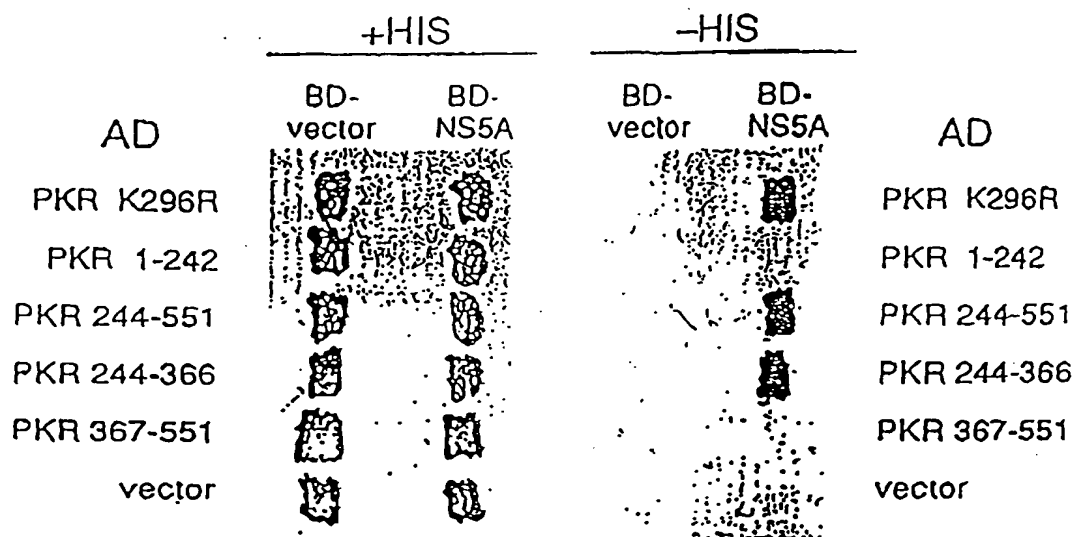 +HIS
–HIS
AD
BD-
vector
BD-
NS5A
BD-
vector
BD-
NS5A
AD
PKR K296R
PKR K296R
PKR 1-242
PKR 1-242
PKR 244-551
PKR 244-551
PKR 244-366
PKR 244-366
PKR 367-551
PKR 367-551
vector
vector